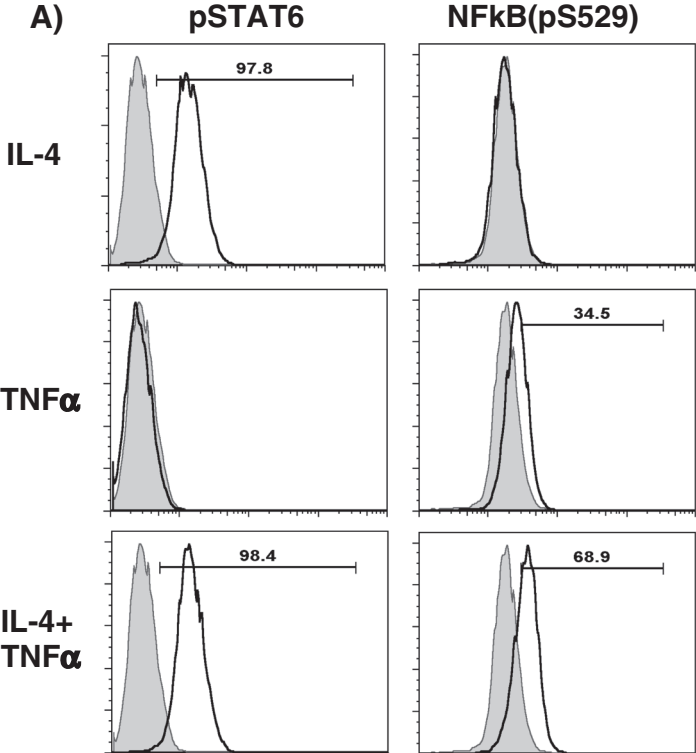 A) pSTAT6 NFkB(pS529)
IL-4 97.8
TNFα 34.5
IL-4+
TNFα 98.4 68.9